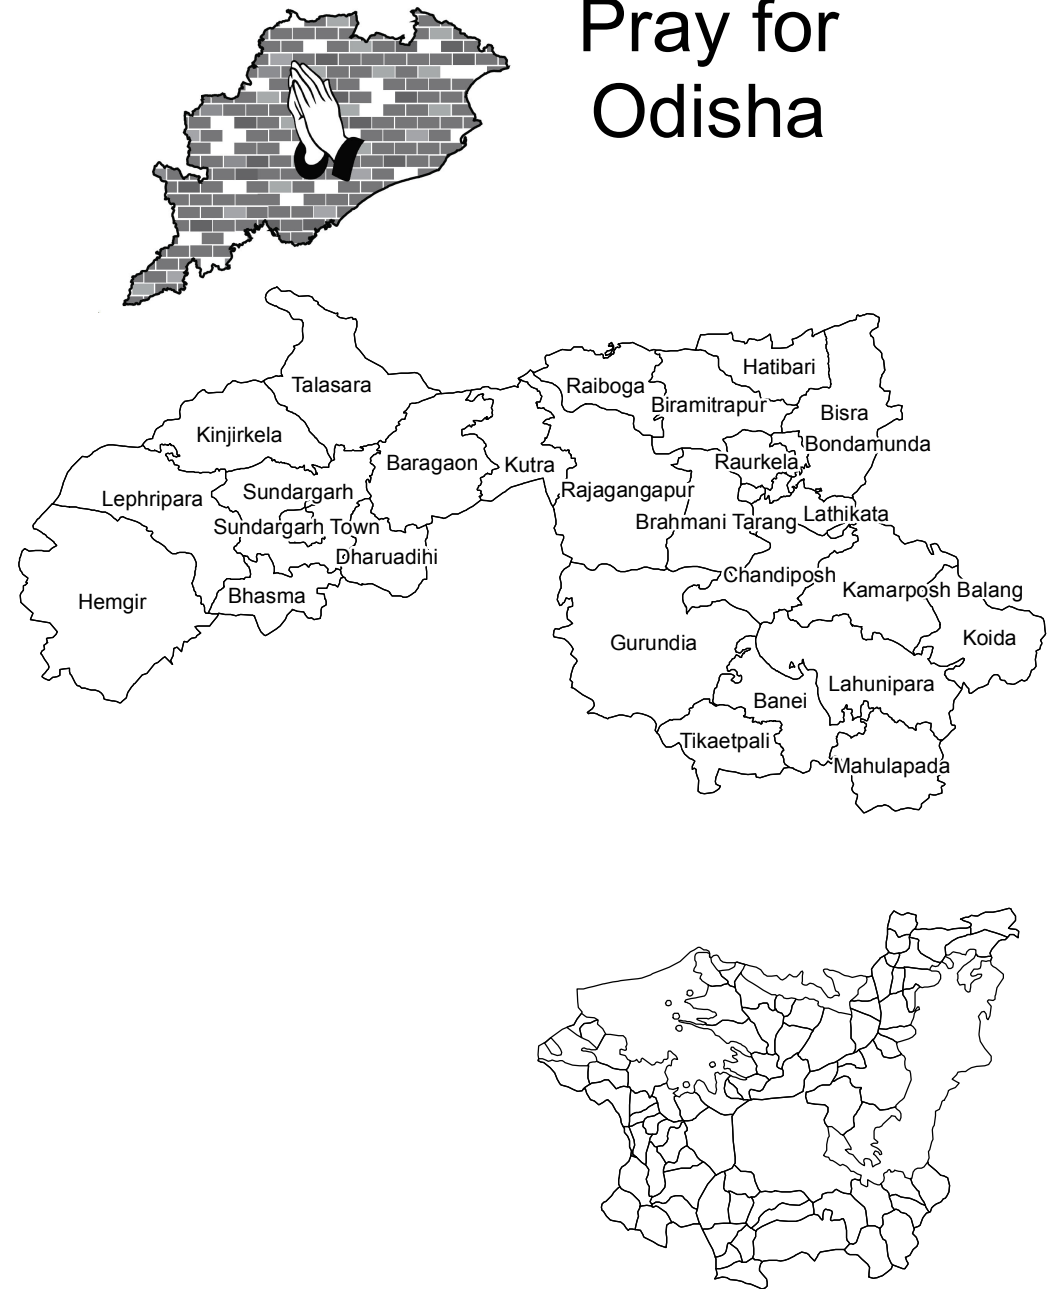 Pray for
Odisha
Talasara
Hatibari
Raiboga
Biramitrapur
Bisra
Kinjirkela
Bondamunda
Baragaon
Kutra
Raurkela
Lephripara
Sundargarh
Rajagangapur
Sundargarh Town
Brahmani Tarang
Lathikata
Dharuadihi
Chandiposh
Hemgir
Bhasma
Kamarposh Balang
Gurundia
Koida
Lahunipara
Banei
Tikaetpali
Mahulapada